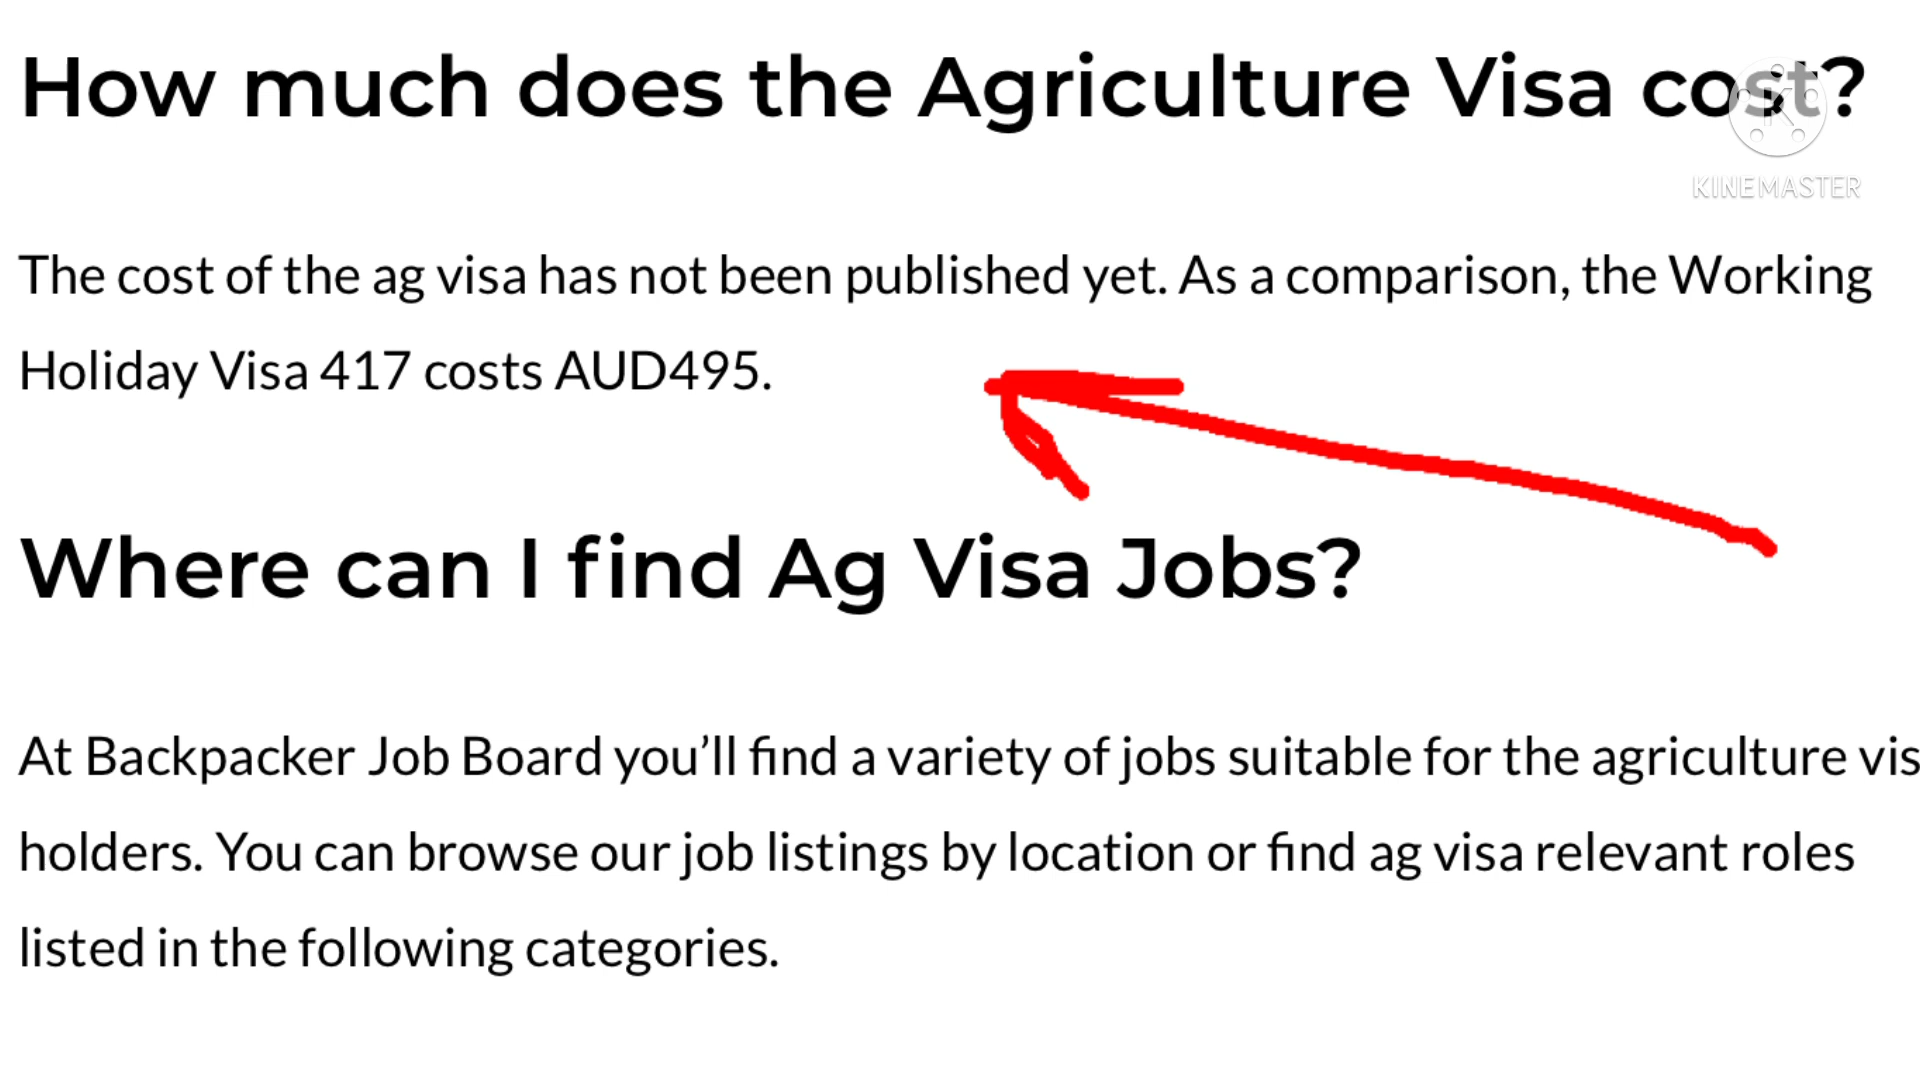 How much does the Agriculture Visa cost?
KINEMASTER
The cost of the ag visa has not been published yet. As a comparison, the Working
Holiday Visa 417 costs AUD495.
Where can I find Ag Visa Jobs?
At Backpacker Job Board you’ll find a variety of jobs suitable for the agriculture vis
holders. You can browse our job listings by location or find ag visa relevant roles
listed in the following categories.